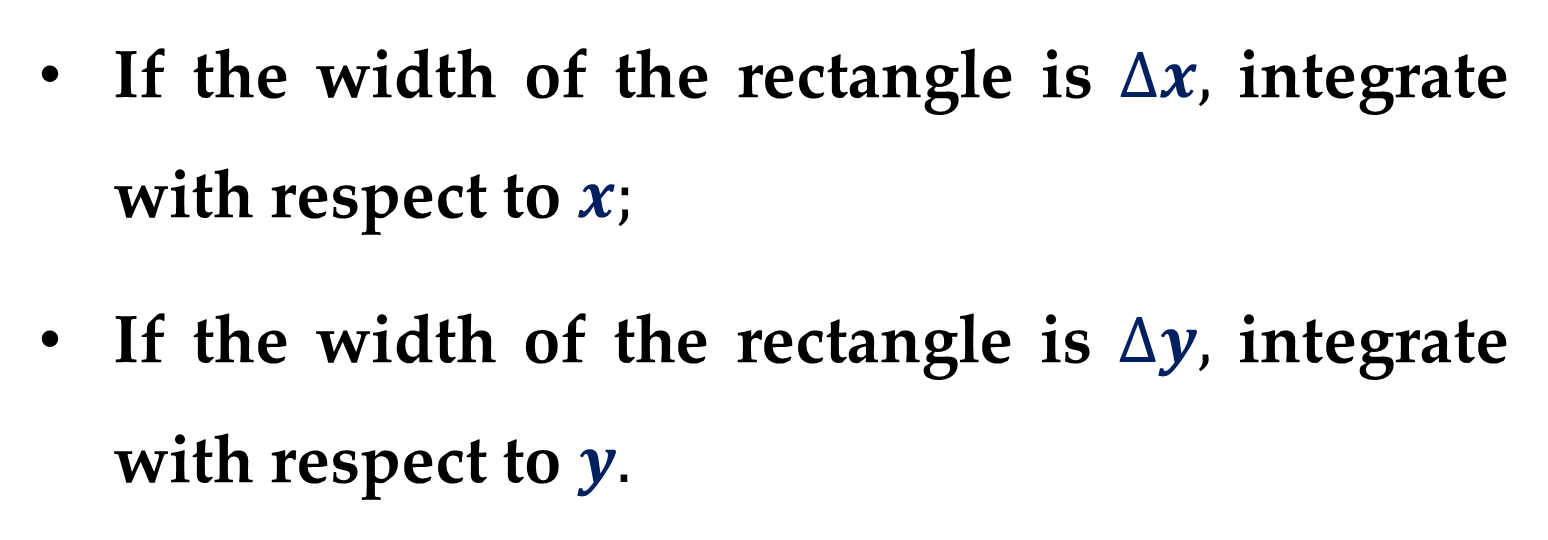 • If the width of the rectangle is Δx, integrate
with respect to x;
• If the width of the rectangle is Δy, integrate
with respect to y.